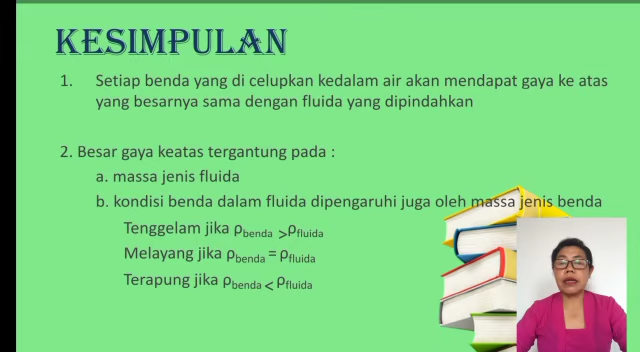 KESIMPULAN
1. Setiap benda yang di celupkan kedalam air akan mendapat gaya ke atas
yang besarnya sama dengan fluida yang dipindahkan
2. Besar gaya keatas tergantung pada :
a. massa jenis fluida
b. kondisi benda dalam fluida dipengaruhi juga oleh massa jenis benda
Tenggelam jika ρbenda >ρfluida
Melayang jika ρbenda = ρfluida
Terapung jika ρbenda < ρfluida